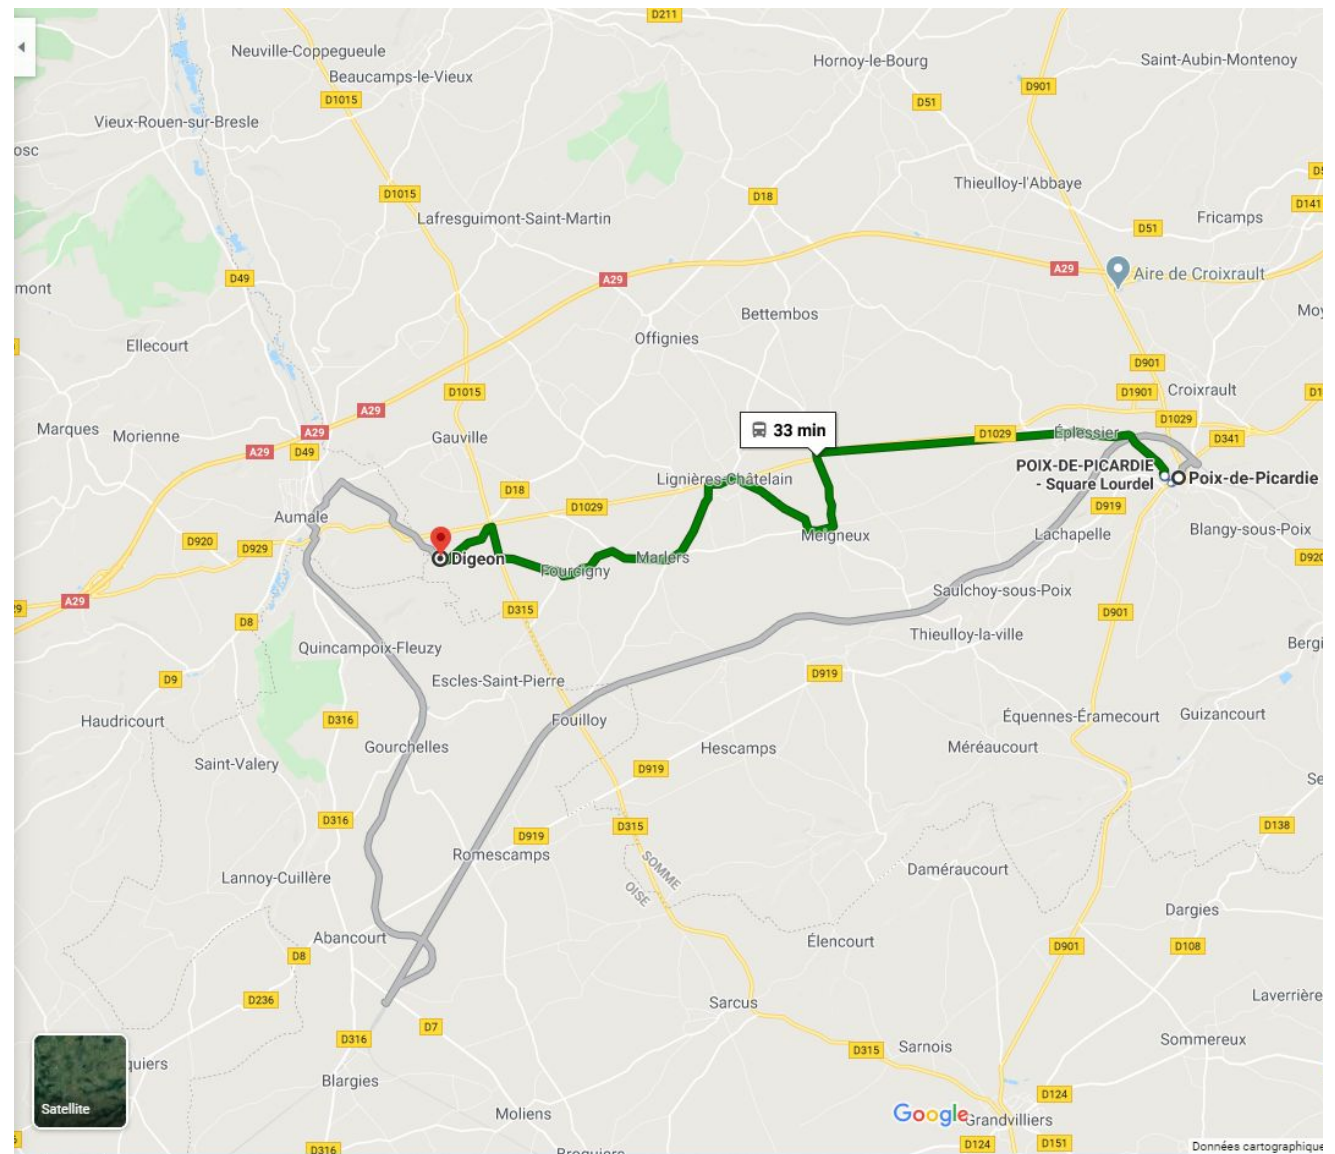 D211
Neuville-Coppegueule
Hornoy-le-Bourg
Saint-Aubin-Montenoy
Beaucamps-le-Vieux
D901
D1015
D51
Vieux-Rouen-sur-Bresle
Thieulloy-l'Abbaye
D1015
D18
D141
Lafresguimont-Saint-Martin
Fricamps
D51
A29
Aire de Croixrault
D49
A29
Bettembos
Ellecourt
Offignies
D901
D1015
D1901
Croixrault
A29
D1029
Marques
Morienne
A29
Gauville
33 min
D1029
Éplessier
D341
A29
D49
POIX-DE-PICARDIE
- Square Lourdel
Poix-de-Picardie
Lignières-Châtelain
D18
D1029
D919
Aumale
Meigneux
Lachapelle
Blangy-sous-Poix
D920
D929
Digeon
Marlers
D920
Fourcigny
Saulchoy-sous-Poix
A29
D315
D901
D8
Thieulloy-la-ville
Quincampoix-Fleuzy
D9
Escles-Saint-Pierre
D919
Haudricourt
D316
Fouilloy
Équennes-Éramecourt
Guizancourt
Gourchelles
Hescamps
Méréaucourt
Saint-Valery
D919
D316
D315
D138
D919
Romescamps
SOMME
OISE
Daméraucourt
Lannoy-Cuillère
Dargies
Abancourt
Élencourt
D901
D108
D8
D236
Sarcus
Laverrière
D7
D316
D315
Sarnois
Sommereux
Blargies
Satellite
D124
Moliens
Google
Grandvilliers
D316
Broquiers
D124
D151
Données cartographique